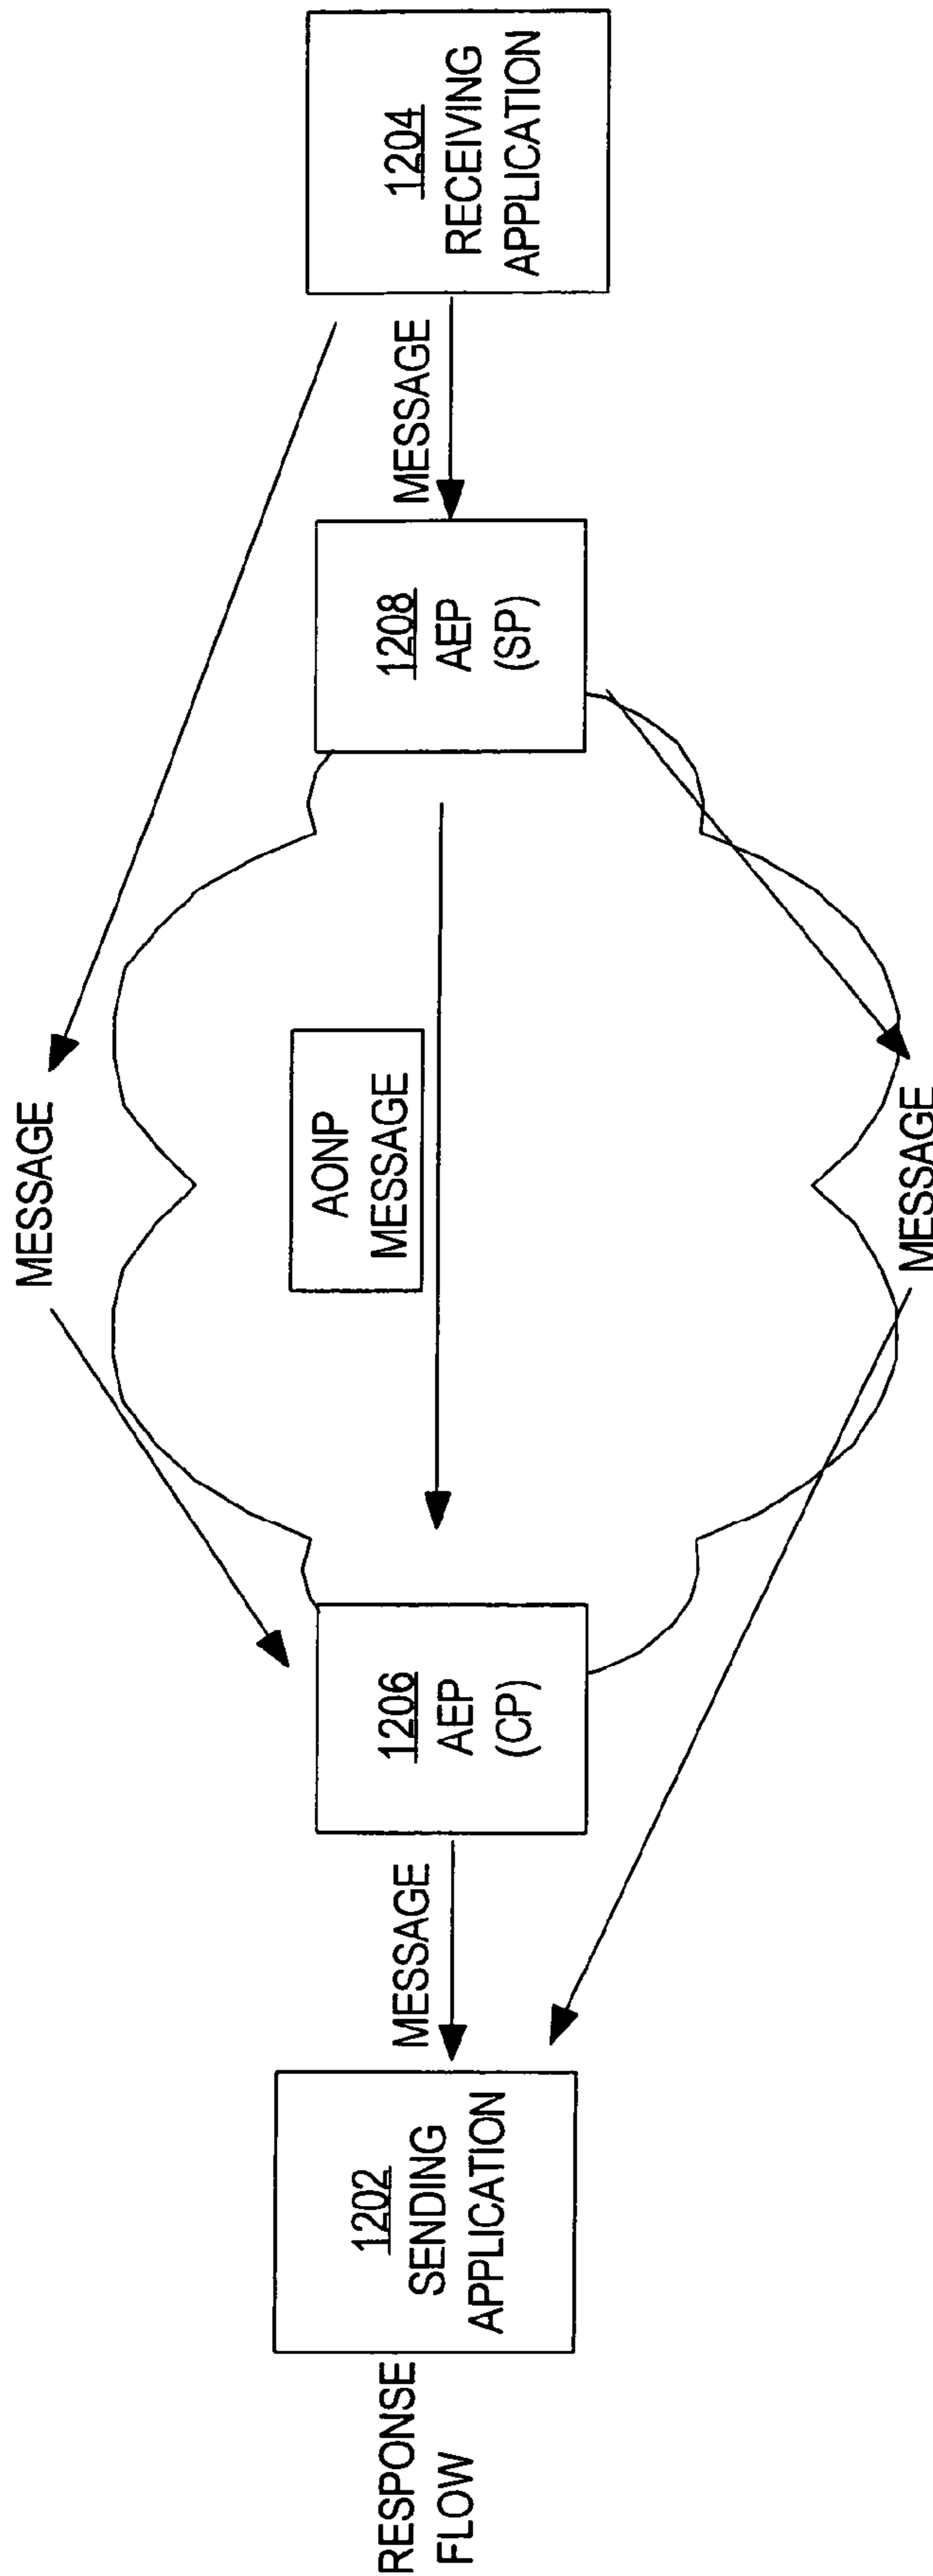 RESPONSE
FLOW
1202
SENDING
APPLICATION
MESSAGE
1206
AEP
(CP)
MESSAGE
AONP
MESSAGE
MESSAGE
1208
AEP
(SP)
MESSAGE
1204
RECEIVING
APPLICATION